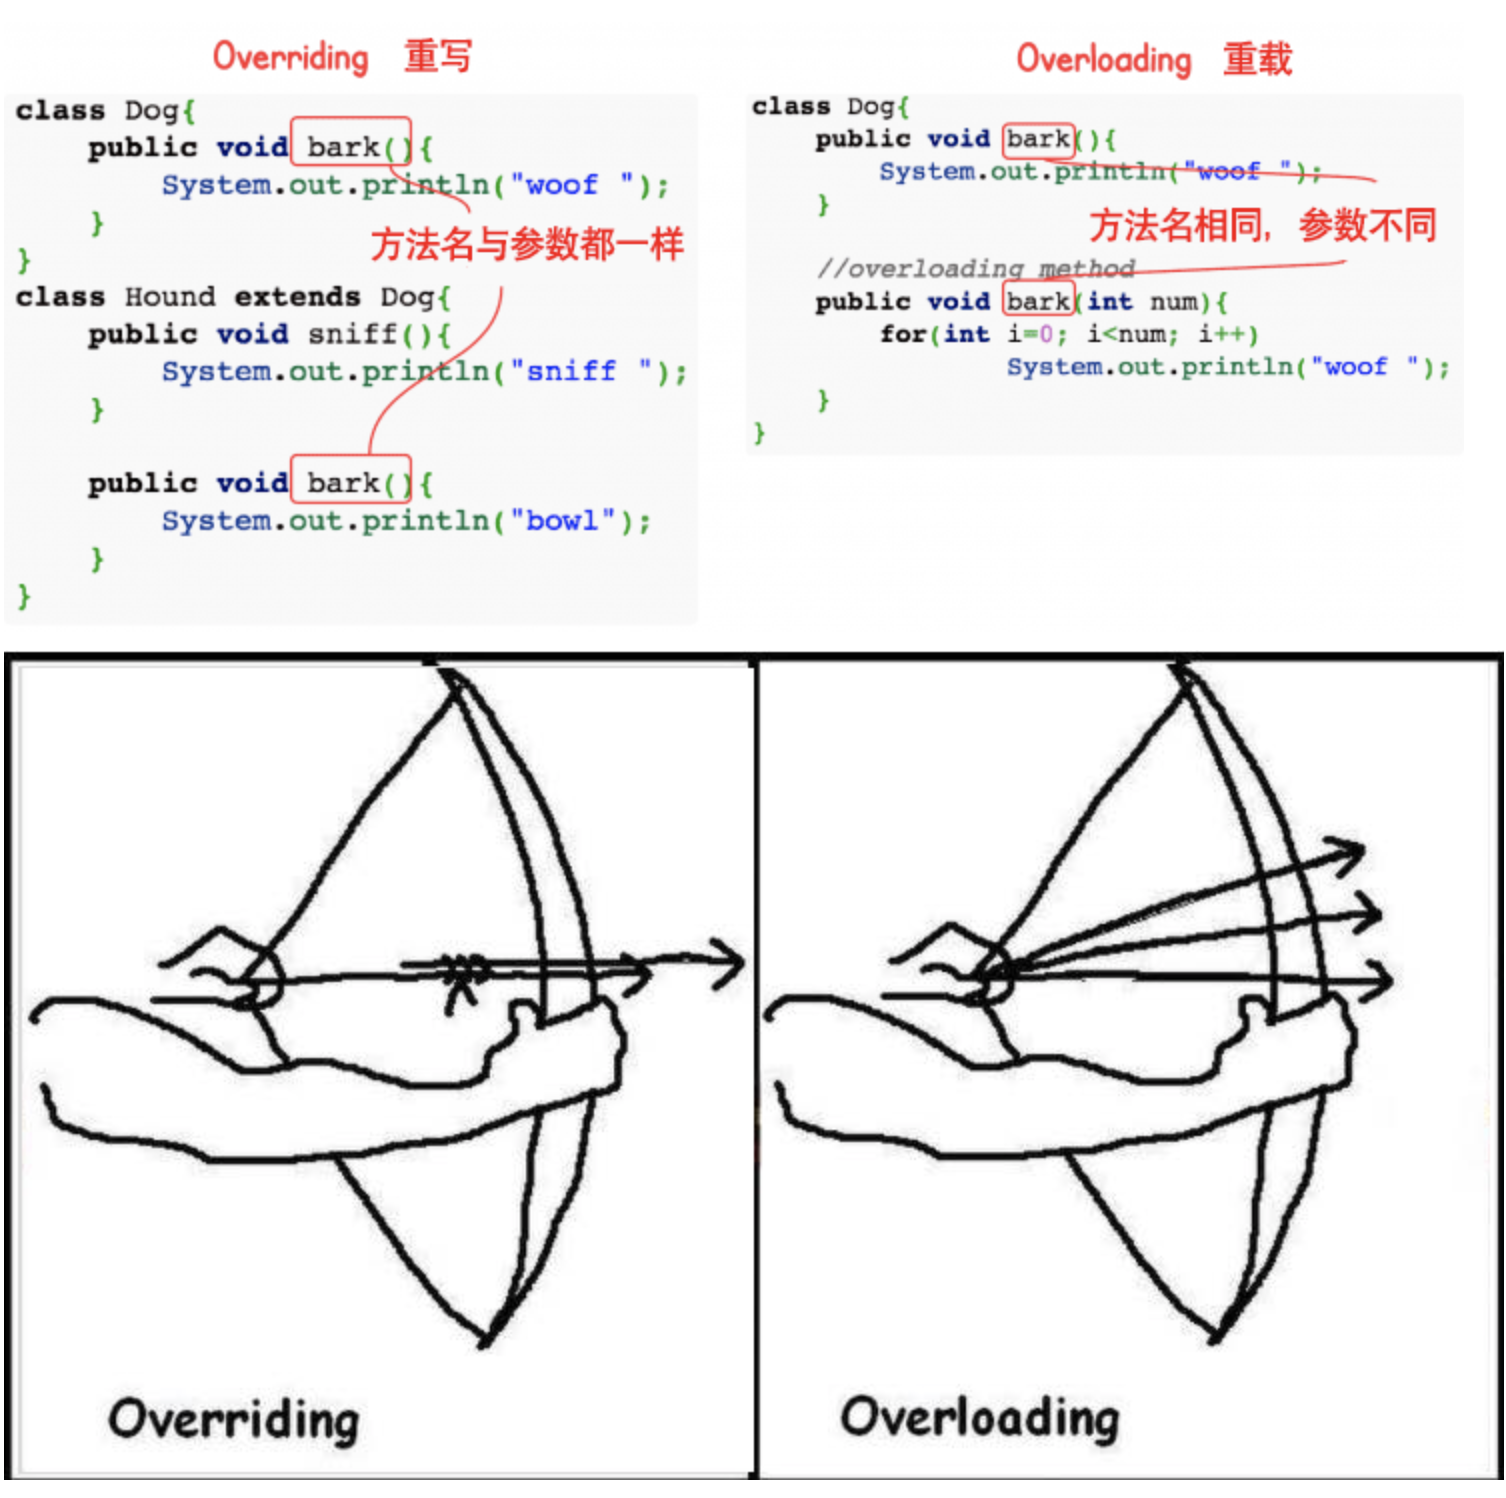 Overriding 重写
class Dog{
    public void bark(){
        System.out.println("woof ");
    }
方法名与参数都一样
}
class Hound extends Dog{
    public void sniff(){
        System.out.println("sniff ");
    }
    public void bark(){
        System.out.println("bowl");
    }
}
Overloading 重载
class Dog{
    public void bark(){
        System.out.println("woof ");
    }
方法名相同, 参数不同
    //overloading method
    public void bark(int num){
        for(int i=0; i<num; i++)
            System.out.println("woof ");
    }
}
Overriding
Overloading